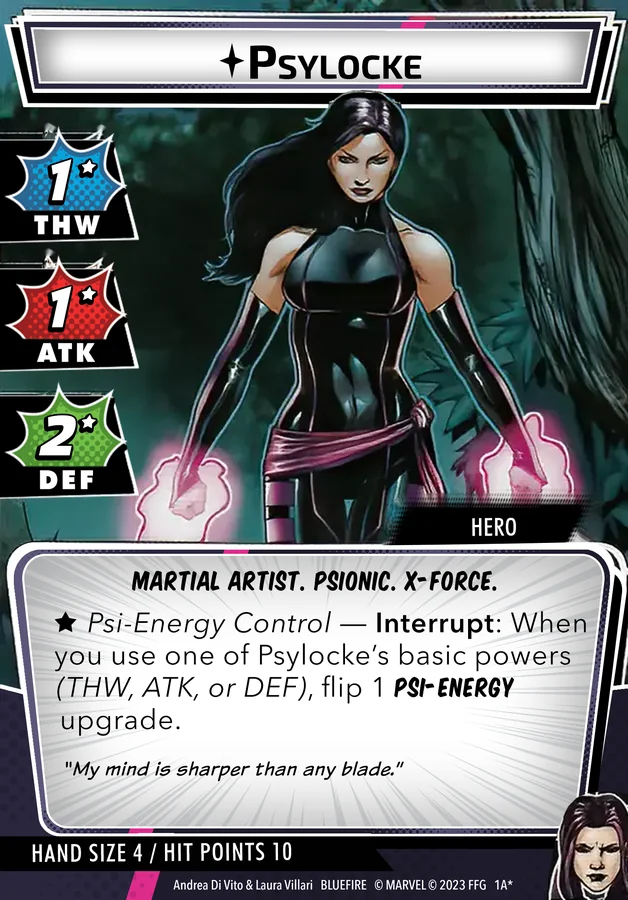 PSYLOCKE
1
THW
1
ATK
2
DEF
HERO
MARTIAL ARTIST. PSIONIC. X-FORCE.
Psi-Energy Control — Interrupt: When
you use one of Psylocke's basic powers
(THW, ATK, or DEF), flip 1 PSI-ENERGY
upgrade.
"My mind is sharper than any blade."
HAND SIZE 4 / HIT POINTS 10
Andrea Di Vito & Laura Villari BLUEFIRE © MARVEL © 2023 FFG 1A*